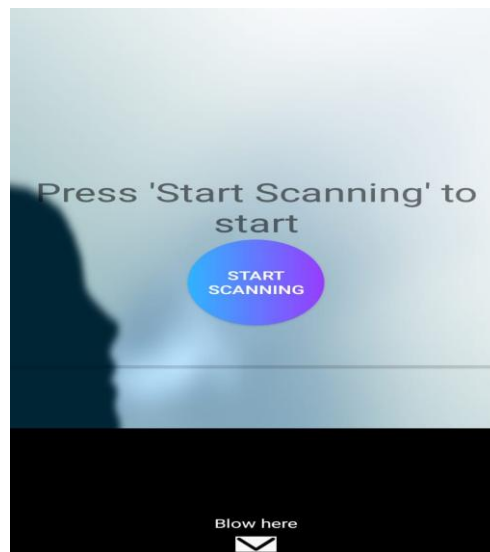 Press 'Start Scanning' to
start
START
SCANNING
Blow here